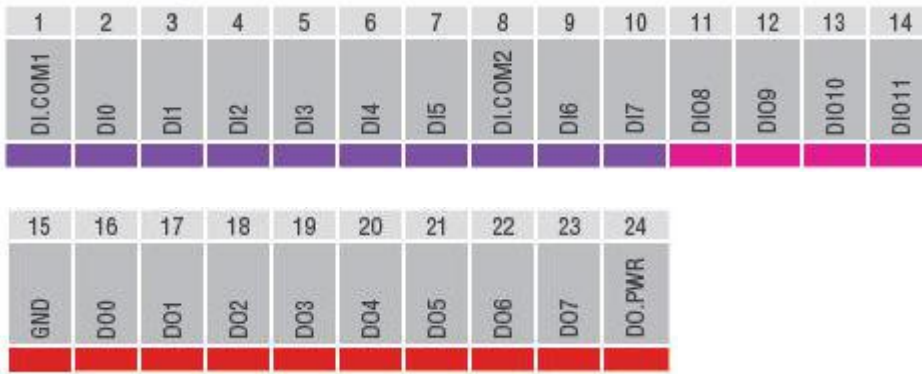 1 2 3 4 5 6 7 8 9 10 11 12 13 14
DI.COM1 DI0 DI1 DI2 DI3 DI4 DI5 DI.COM2 DI6 DI7 DIO8 DIO9 DIO10 DIO11
15 16 17 18 19 20 21 22 23 24
GND DO0 DO1 DO2 DO3 DO4 DO5 DO6 DO7 DO.PWR